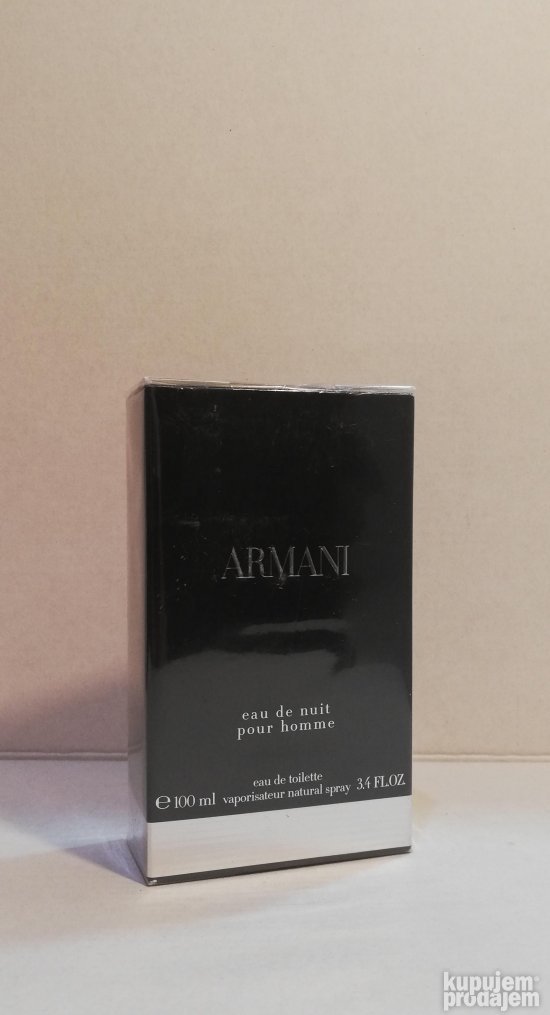 ARMANI
eau de nuit
pour homme
eau de toilette
℮ 100 ml vaporisateur natural spray 3.4 FL.OZ.
kupujem
prodajem